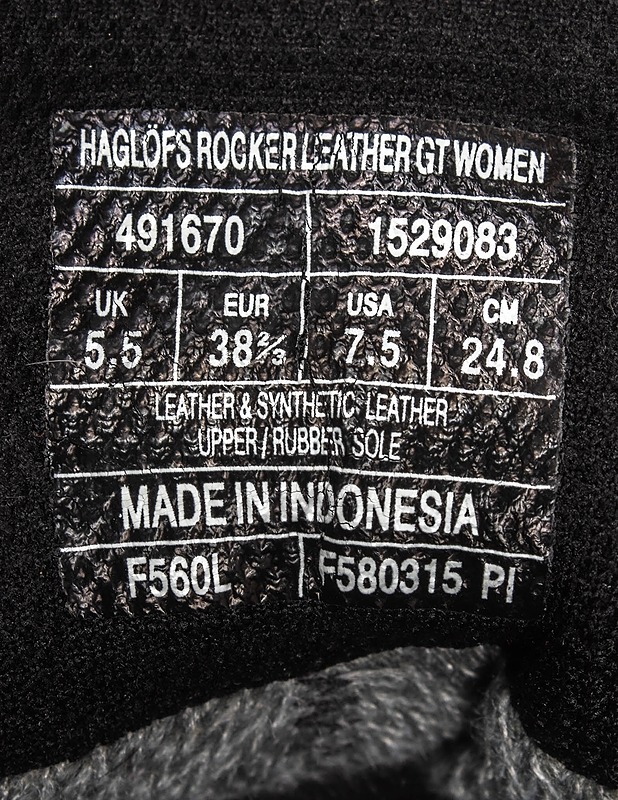 HAGLÖFS ROCKER LEATHER GT WOMEN
491670 1529083
UK EUR USA CM
5.5 38⅔ 7.5 24.8
LEATHER & SYNTHETIC LEATHER
UPPER / RUBBER SOLE
MADE IN INDONESIA
F560L F580315 PI